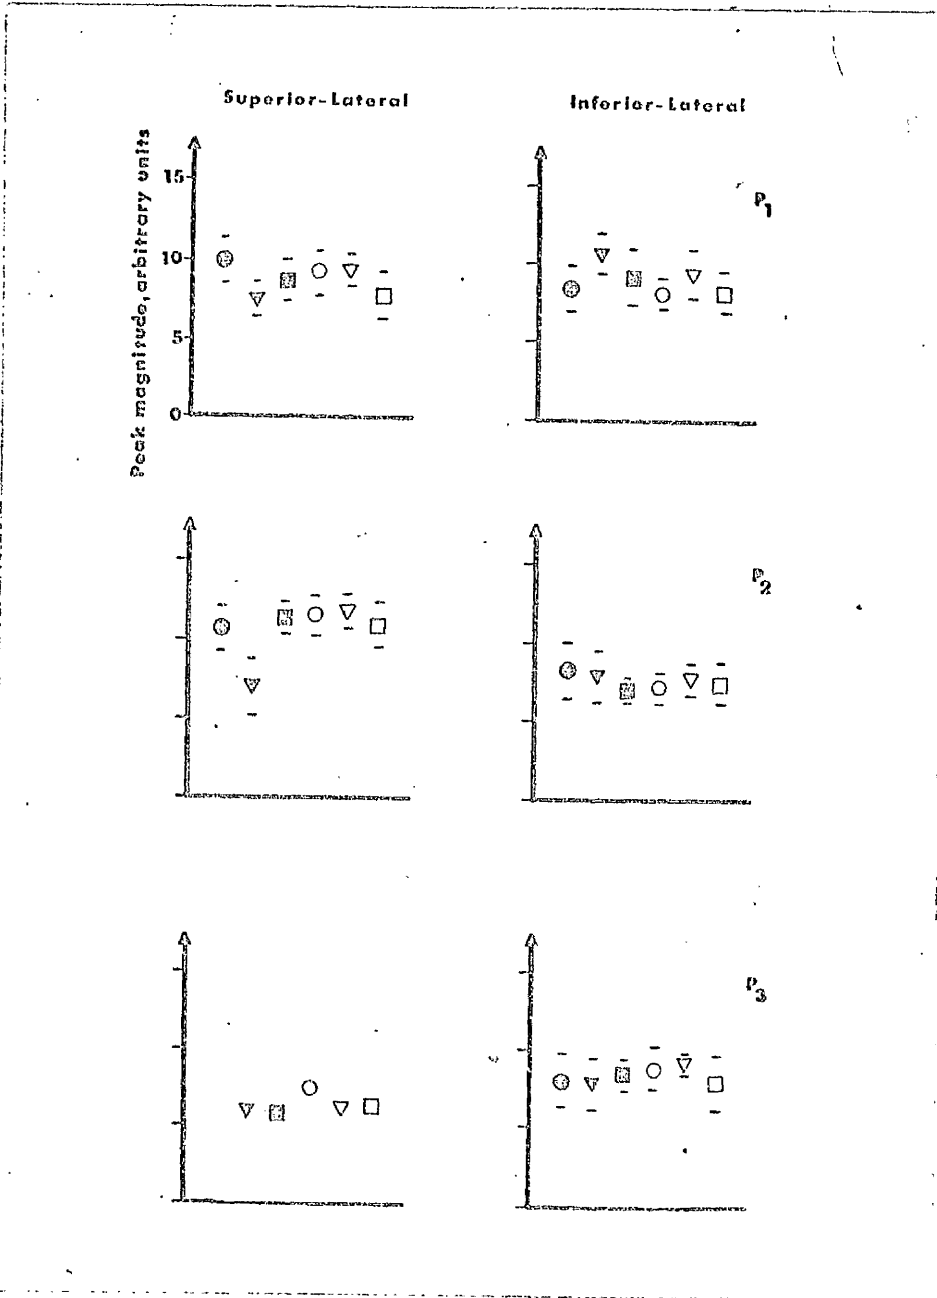 Superior-Lateral
Inferior-Lateral
Peak magnitude, arbitrary units
15
10
5
0
P1
P2
P3